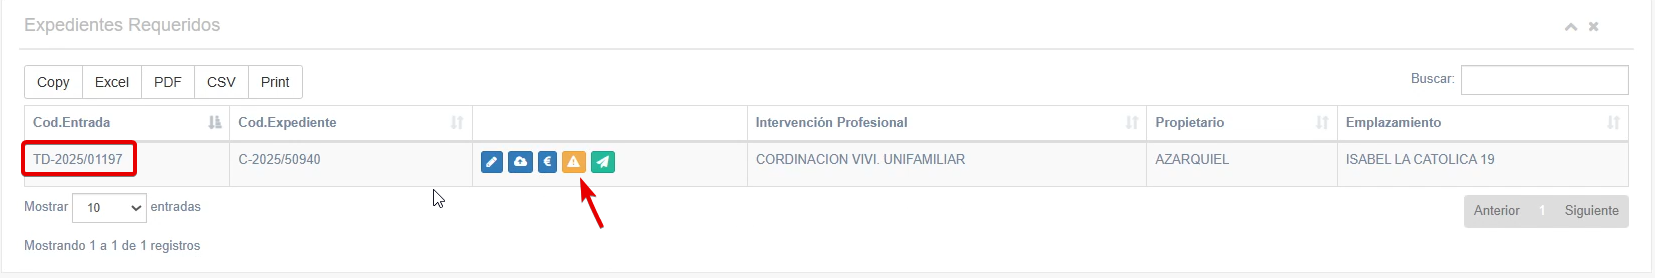 Expedientes Requeridos
Copy Excel PDF CSV Print
Buscar:
Cod.Entrada Cod.Expediente Intervención Profesional Propietario Emplazamiento
TD-2025/01197 C-2025/50940 € CORDINACION VIVI. UNIFAMILIAR AZARQUIEL ISABEL LA CATOLICA 19
Mostrar 10 entradas
Anterior 1 Siguiente
Mostrando 1 a 1 de 1 registros